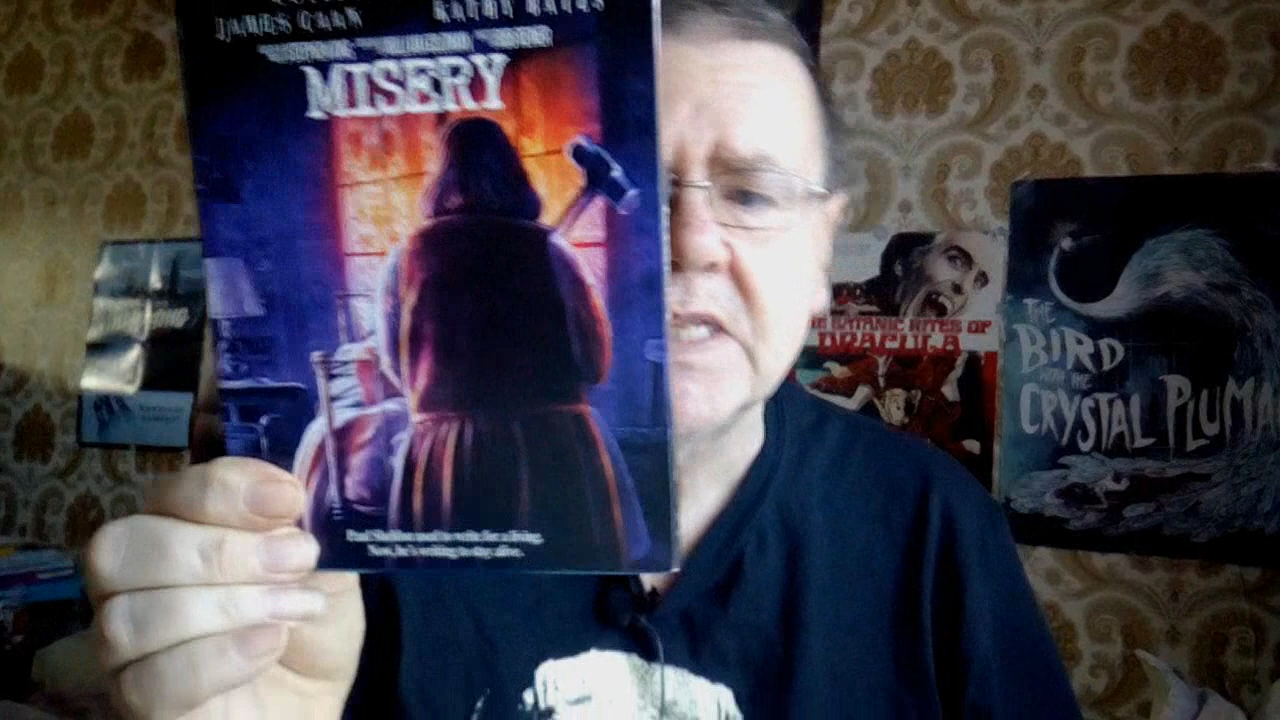 JAMES CAAN KATHY BATES
MISERY
Paul Sheldon used to write for a living.
Now, he's writing to stay alive.
SATANIC RITES OF
DRACULA
THE
BIRD
CRYSTAL PLUMA